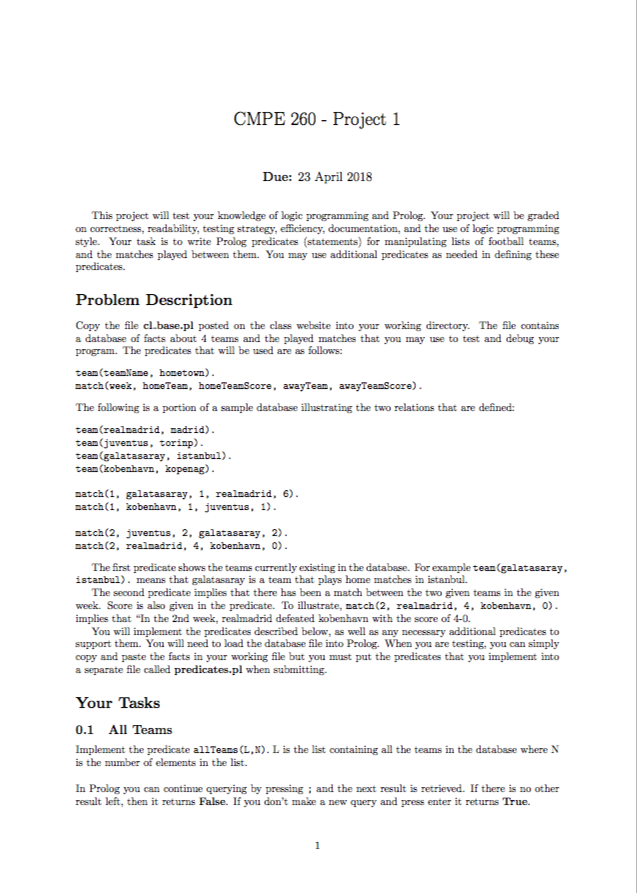 CMPE 260 - Project 1
Due: 23 April 2018
This project will test your knowledge of logic programming and Prolog. Your project will be graded
on correctness, readability, testing strategy, efficiency, documentation, and the use of logic programming
style. Your task is to write Prolog predicates (statements) for manipulating lists of football teams,
and the matches played between them. You may use additional predicates as needed in defining these
predicates.
Problem Description
Copy the file cl_base.pl posted on the class website into your working directory. The file contains
a database of facts about 4 teams and the played matches that you may use to test and debug your
program. The predicates that will be used are as follows:
team(teamName, hometown).
match(week, homeTeam, homeTeamScore, awayTeam, awayTeamScore).
The following is a portion of a sample database illustrating the two relations that are defined:
team(realmadrid, madrid).
team(juventus, torinp).
team(galatasaray, istanbul).
team(kobenhavn, kopenag).
match(1, galatasaray, 1, realmadrid, 6).
match(1, kobenhavn, 1, juventus, 1).
match(2, juventus, 2, galatasaray, 2).
match(2, realmadrid, 4, kobenhavn, 0).
The first predicate shows the teams currently existing in the database. For example team(galatasaray,
istanbul). means that galatasaray is a team that plays home matches in istanbul.
The second predicate implies that there has been a match between the two given teams in the given
week. Score is also given in the predicate. To illustrate, match(2, realmadrid, 4, kobenhavn, 0).
implies that “In the 2nd week, realmadrid defeated kobenhavn with the score of 4-0.
You will implement the predicates described below, as well as any necessary additional predicates to
support them. You will need to load the database file into Prolog. When you are testing, you can simply
copy and paste the facts in your working file but you must put the predicates that you implement into
a separate file called predicates.pl when submitting.
Your Tasks
0.1 All Teams
Implement the predicate allTeams(L,N). L is the list containing all the teams in the database where N
is the number of elements in the list.
In Prolog you can continue querying by pressing ; and the next result is retrieved. If there is no other
result left, then it returns False. If you don't make a new query and press enter it returns True.
1